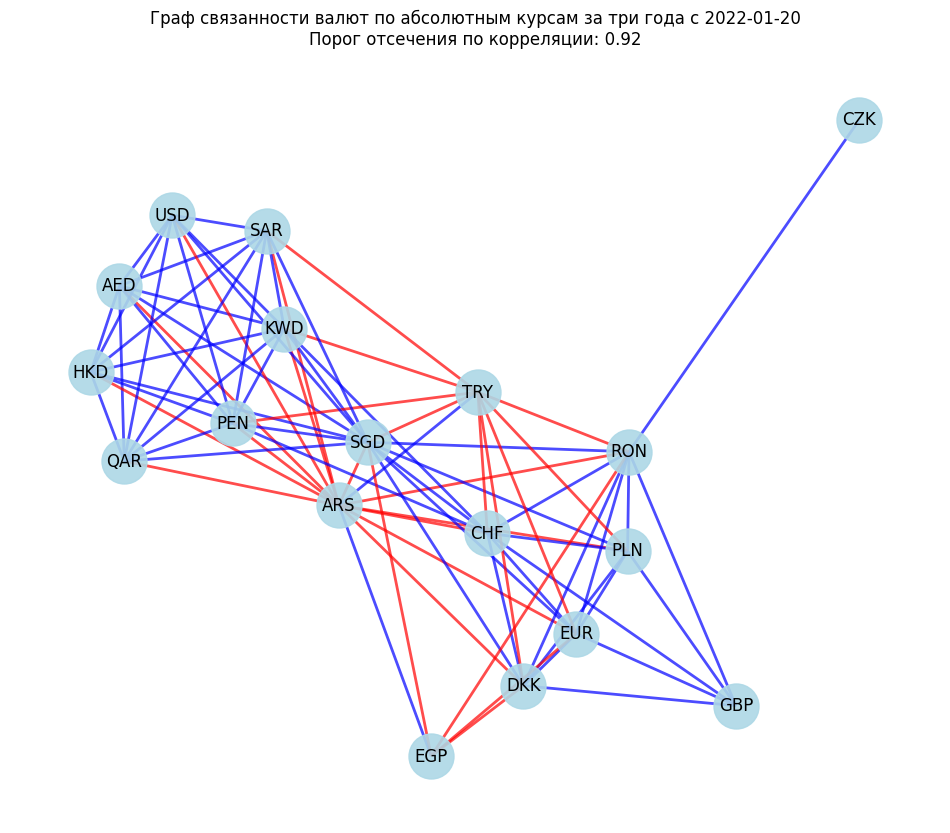 Граф связанности валют по абсолютным курсам за три года с 2022-01-20
Порог отсечения по корреляции: 0.92
CZK
USD
SAR
AED
KWD
HKD
TRY
PEN
SGD
RON
QAR
ARS
CHF
PLN
EUR
DKK
GBP
EGP